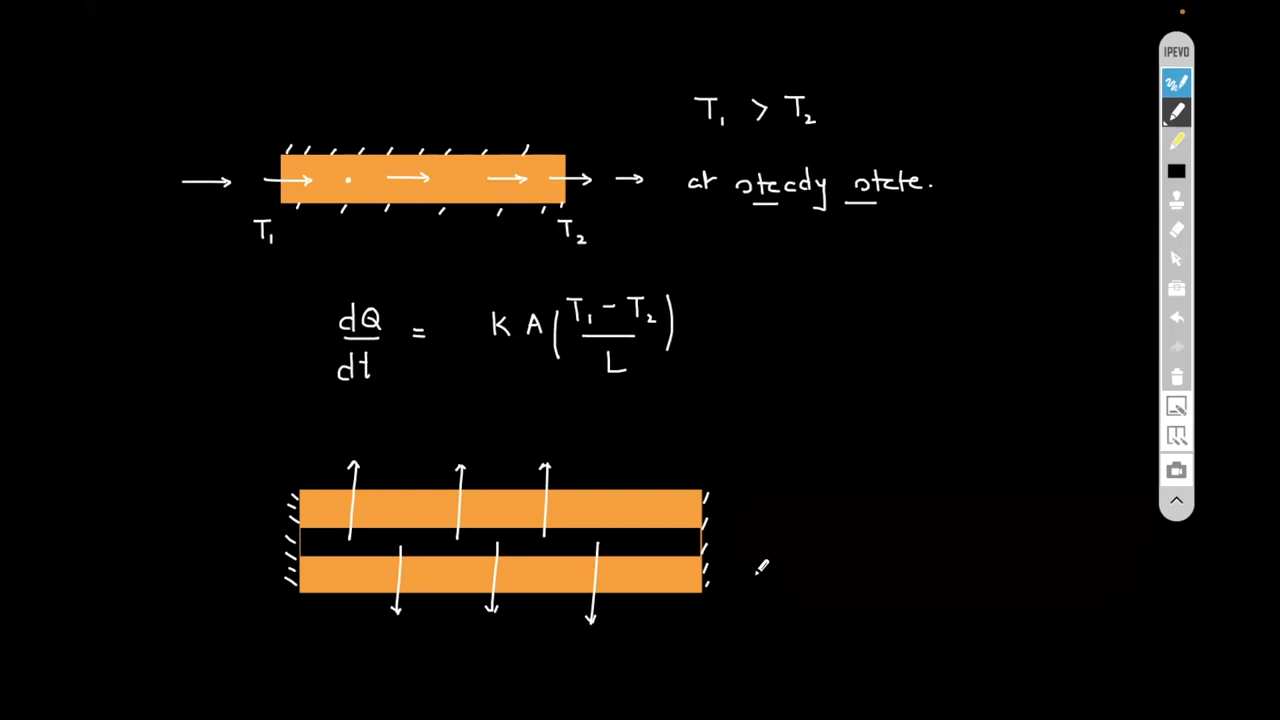 IPEVO
T₁ > T₂
at steady state.
T₁ T₂
dQ/dt = K A (T₁ - T₂ / L)